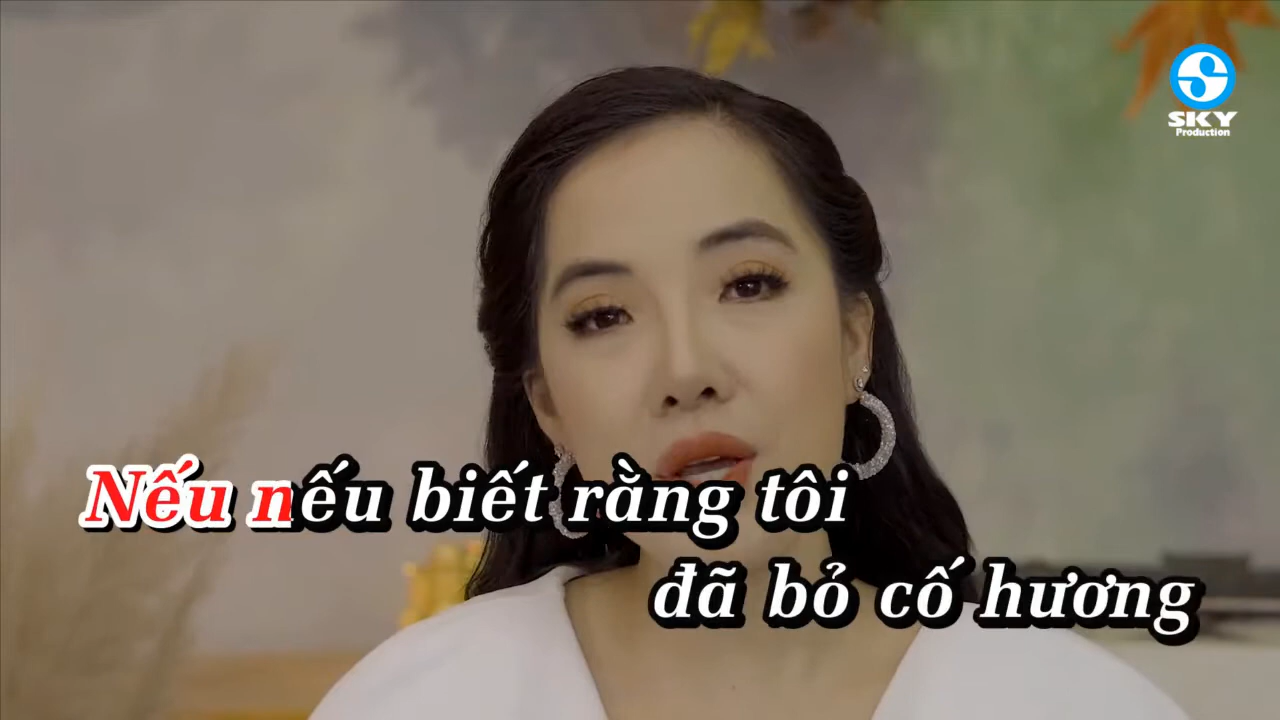 SKY
Production
Nếu nếu biết rằng tôi
đã bỏ cố hương